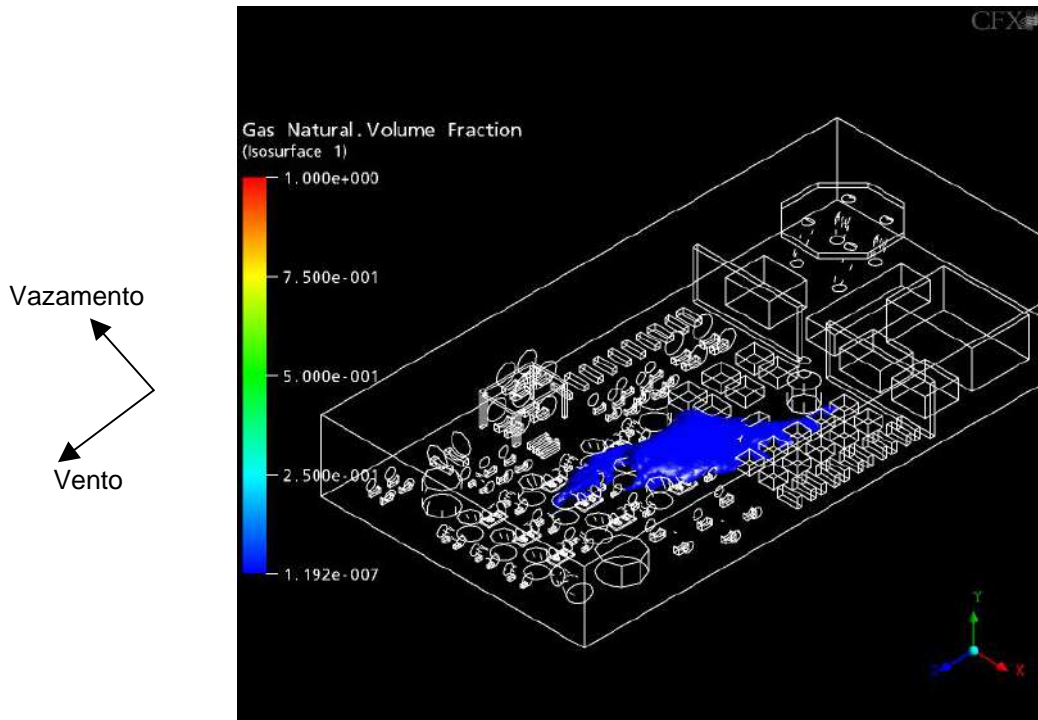 CFX
Gas Natural.Volume Fraction
(Isosurface 1)
1.000e+000
7.500e-001
5.000e-001
2.500e-001
1.192e-007
Vazamento
Vento
Y
Z
X